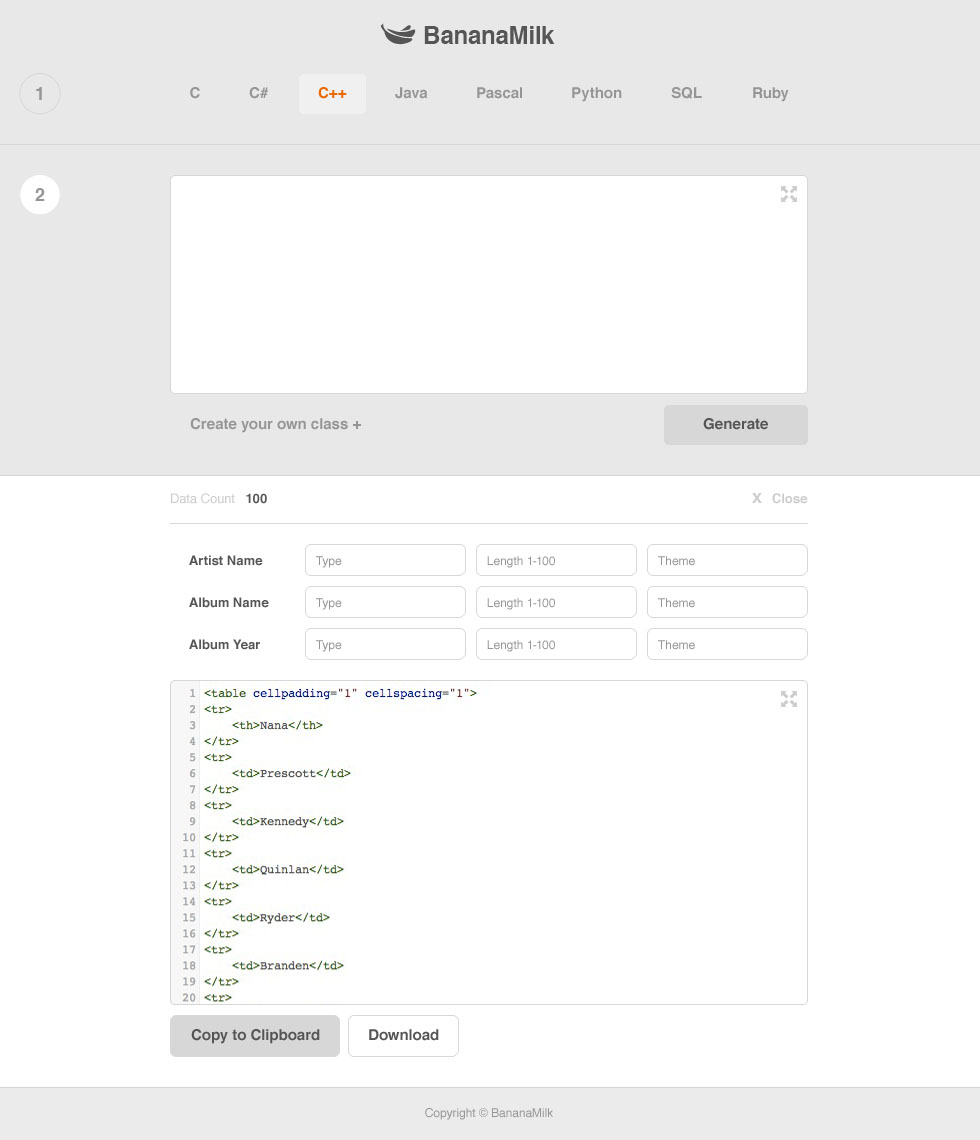 BananaMilk
1
C C# C++ Java Pascal Python SQL Ruby
2
Create your own class + Generate
Data Count 100 X Close
Artist Name Type Length 1-100 Theme
Album Name Type Length 1-100 Theme
Album Year Type Length 1-100 Theme
1 <table cellpadding="1" cellspacing="1">
2 <tr>
3     <th>Nana</th>
4 </tr>
5 <tr>
6     <td>Prescott</td>
7 </tr>
8 <tr>
9     <td>Kennedy</td>
10 </tr>
11 <tr>
12     <td>Quinlan</td>
13 </tr>
14 <tr>
15     <td>Ryder</td>
16 </tr>
17 <tr>
18     <td>Branden</td>
19 </tr>
20 <tr>
Copy to Clipboard Download
Copyright © BananaMilk